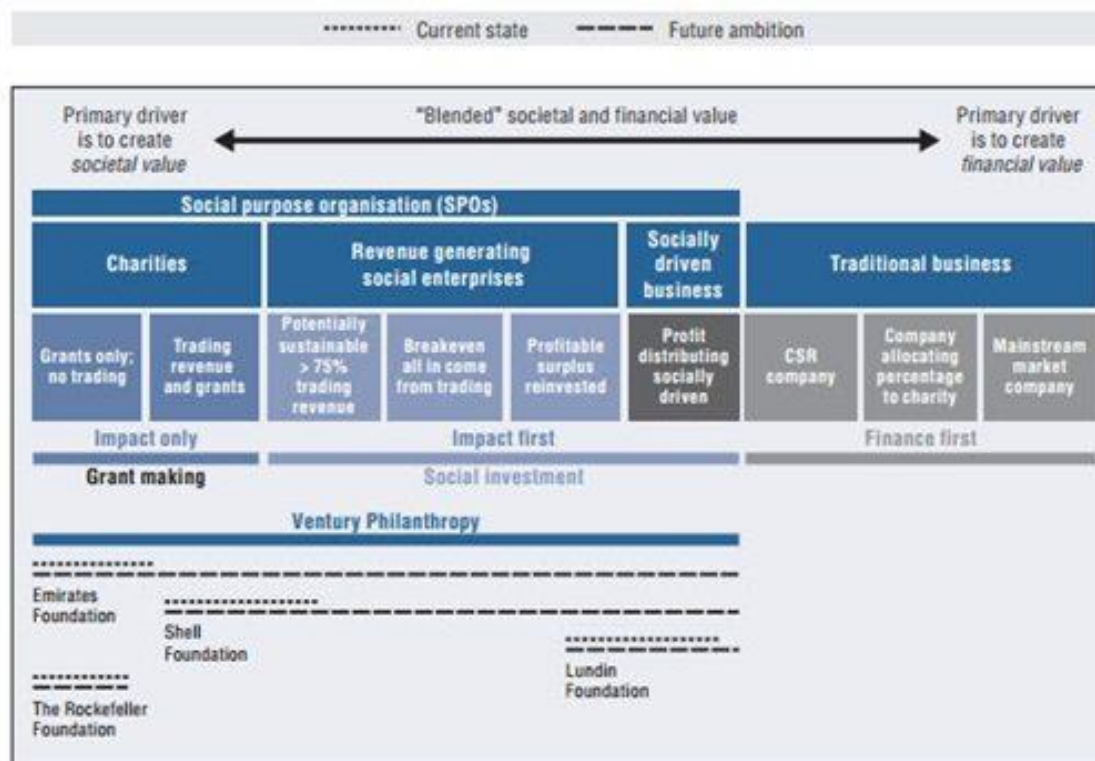 Current state Future ambition
Primary driver
is to create
societal value
"Blended" societal and financial value
Primary driver
is to create
financial value
Social purpose organisation (SPOs)
Charities
Revenue generating
social enterprises
Socially
driven
business
Traditional business
Grants only;
no trading
Trading
revenue
and grants
Potentially
sustainable
> 75%
trading
revenue
Breakeven
all in come
from trading
Profitable
surplus
reinvested
Profit
distributing
socially
driven
CSR
company
Company
allocating
percentage
to charity
Mainstream
market
company
Impact only
Impact first
Finance first
Grant making
Social investment
Ventury Philanthropy
Emirates
Foundation
Shell
Foundation
Lundin
Foundation
The Rockefeller
Foundation